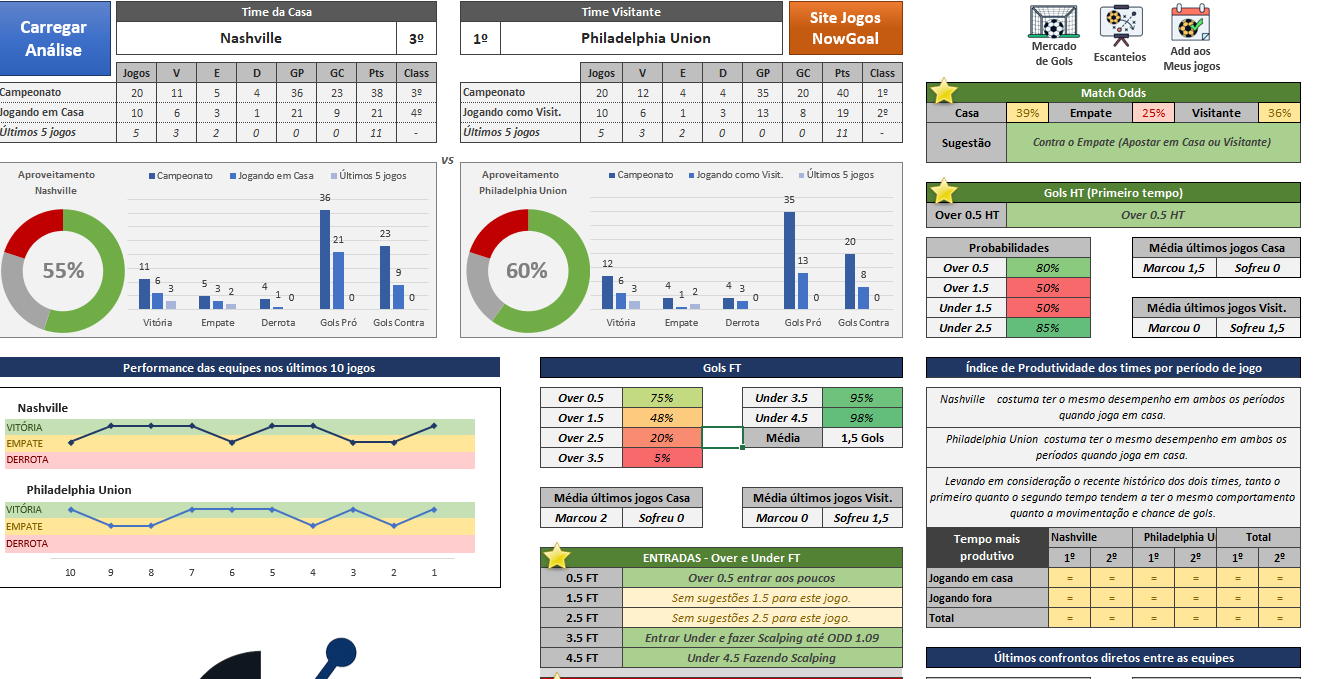 Carregar
Análise
Time da Casa
Nashville 3º
Jogos V E D GP GC Pts Class
Campeonato 20 11 5 4 36 23 38 3º
Jogando em Casa 10 6 3 1 21 9 21 4º
Últimos 5 jogos 5 3 2 0 0 0 11 -
VS
Time Visitante
1º Philadelphia Union
Jogos V E D GP GC Pts Class
Campeonato 20 12 4 4 35 20 40 1º
Jogando como Visit. 10 6 1 3 13 8 19 2º
Últimos 5 jogos 5 3 2 0 0 0 11 -
Site Jogos
NowGoal
Mercado
de Gols
Escanteios
Add aos
Meus jogos
Aproveitamento
Nashville
55%
Campeonato Jogando em Casa Últimos 5 jogos
11 6 3 5 3 2 4 1 0 36 21 0 23 9 0
Vitória Empate Derrota Gols Pró Gols Contra
Aproveitamento
Philadelphia Union
60%
Campeonato Jogando como Visit. Últimos 5 jogos
12 6 3 4 1 2 4 3 0 35 13 0 20 8 0
Vitória Empate Derrota Gols Pró Gols Contra
Match Odds
Casa 39% Empate 25% Visitante 36%
Sugestão Contra o Empate (Apostar em Casa ou Visitante)
Gols HT (Primeiro tempo)
Over 0.5 HT Over 0.5 HT
Probabilidades
Over 0.5 80%
Over 1.5 50%
Under 1.5 50%
Under 2.5 85%
Média últimos jogos Casa
Marcou 1,5 Sofreu 0
Média últimos jogos Visit.
Marcou 0 Sofreu 1,5
Performance das equipes nos últimos 10 jogos
Nashville
VITÓRIA
EMPATE
DERROTA
Philadelphia Union
VITÓRIA
EMPATE
DERROTA
10 9 8 7 6 5 4 3 2 1
Gols FT
Over 0.5 75% Under 3.5 95%
Over 1.5 48% Under 4.5 98%
Over 2.5 20% Média 1,5 Gols
Over 3.5 5%
Média últimos jogos Casa
Marcou 2 Sofreu 0
Média últimos jogos Visit.
Marcou 0 Sofreu 1,5
ENTRADAS - Over e Under FT
0.5 FT Over 0.5 entrar aos poucos
1.5 FT Sem sugestões 1.5 para este jogo.
2.5 FT Sem sugestões 2.5 para este jogo.
3.5 FT Entrar Under e fazer Scalping até ODD 1.09
4.5 FT Under 4.5 Fazendo Scalping
Índice de Produtividade dos times por período de jogo
Nashville costuma ter o mesmo desempenho em ambos os períodos
quando joga em casa.
Philadelphia Union costuma ter o mesmo desempenho em ambos os
períodos quando joga em casa.
Levando em consideração o recente histórico dos dois times, tanto o
primeiro quanto o segundo tempo tendem a ter o mesmo comportamento
quanto a movimentação e chance de gols.
Tempo mais
produtivo
Nashville Philadelphia U Total
1º 2º 1º 2º 1º 2º
Jogando em casa = = = = = =
Jogando fora = = = = = =
Total = = = = = =
Últimos confrontos diretos entre as equipes